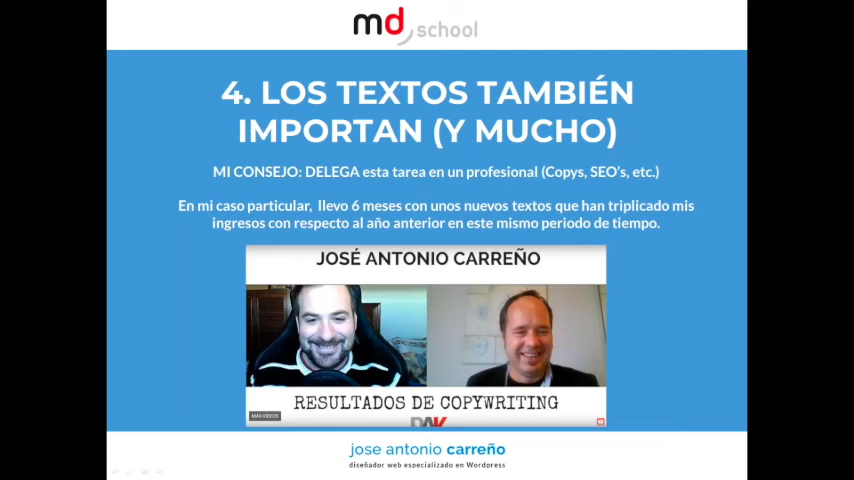 md school
4. LOS TEXTOS TAMBIÉN
IMPORTAN (Y MUCHO)
MI CONSEJO: DELEGA esta tarea en un profesional (Copys, SEO's, etc.)
En mi caso particular, llevo 6 meses con unos nuevos textos que han triplicado mis
ingresos con respecto al año anterior en este mismo periodo de tiempo.
JOSÉ ANTONIO CARREÑO
RESULTADOS DE COPYWRITING
MÁS VÍDEOS
jose antonio carreño
diseñador web especializado en Wordpress